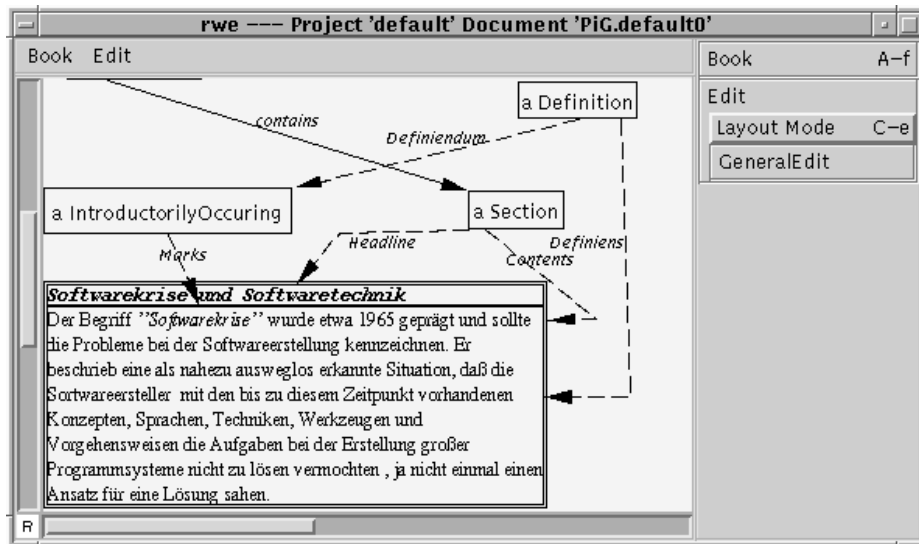 rwe --- Project 'default' Document 'PiG.default0'
Book Edit
Book A-f
Edit
Layout Mode C-e
GeneralEdit
a Definition
contains
Definiendum
a IntroductorilyOccuring
a Section
Marks
Headline
Definiens
Contents
Softwarekrise und Softwaretechnik
Der Begriff "Softwarekrise" wurde etwa 1965 geprägt und sollte
die Probleme bei der Softwareerstellung kennzeichnen. Er
beschrieb eine als nahezu ausweglos erkannte Situation, daß die
Sortwareersteller mit den bis zu diesem Zeitpunkt vorhandenen
Konzepten, Sprachen, Techniken, Werkzeugen und
Vorgehensweisen die Aufgaben bei der Erstellung großer
Programmsysteme nicht zu lösen vermochten , ja nicht einmal einen
Ansatz für eine Lösung sahen.
R